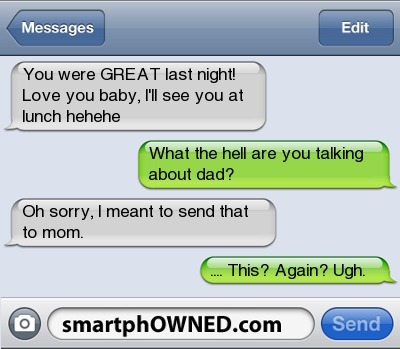 Messages
Edit
You were GREAT last night!
Love you baby, I'll see you at
lunch hehehe
What the hell are you talking
about dad?
Oh sorry, I meant to send that
to mom.
.... This? Again? Ugh.
smartphOWNED.com
Send